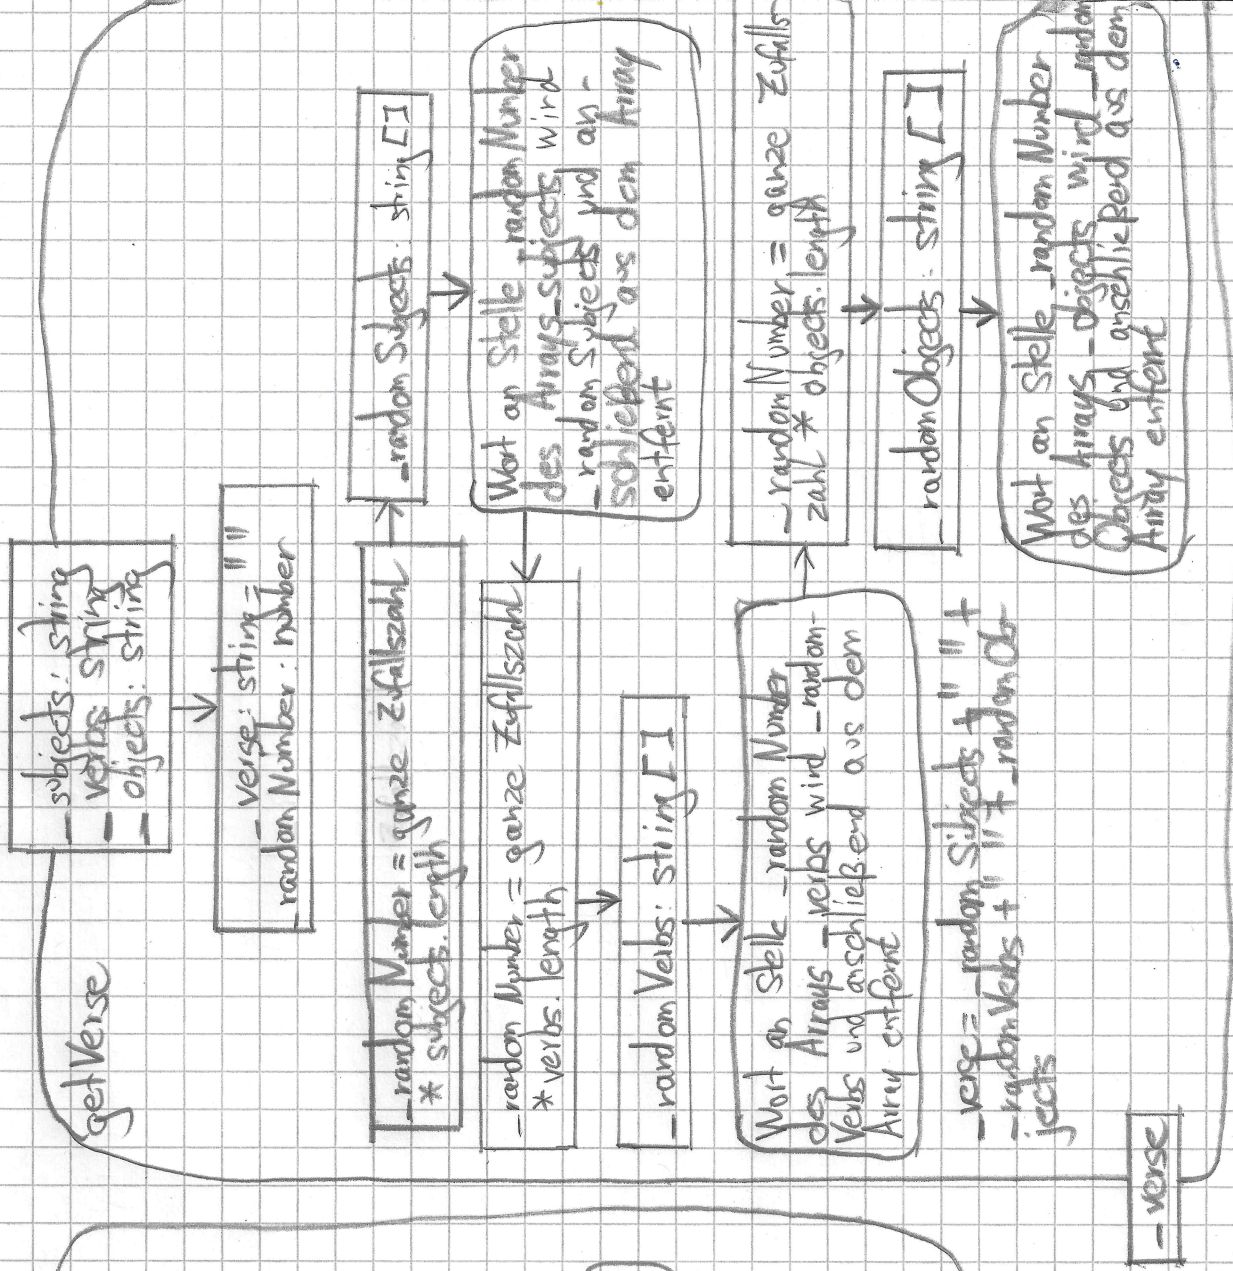 getVerse
_subjects: string
_verbs: string
_objects: string
_verse: string = " "
_randomNumber: number
_randomNumber = ganze Zufallszahl
* subjects.length
_randomSubjects: string []
Wort an Stelle _randomNumber
des Arrays _subjects wird
_randomSubjects und an-
schließend aus dem Array
entfernt
_randomNumber = ganze Zufallszahl
* verbs.length
_randomVerbs: string []
Wort an Stelle _randomNumber
des Arrays _verbs wird _random-
Verbs und anschließend aus dem
Array entfernt
_randomNumber = ganze Zufalls-
zahl * objects.length
_randomObjects: string []
Wort an Stelle _randomNumber
des Arrays _objects wird _random
Objects und anschließend aus dem
Array entfernt
_verse = _randomSubjects + " " +
_randomVerbs + " " + _randomOb-
jects
_verse